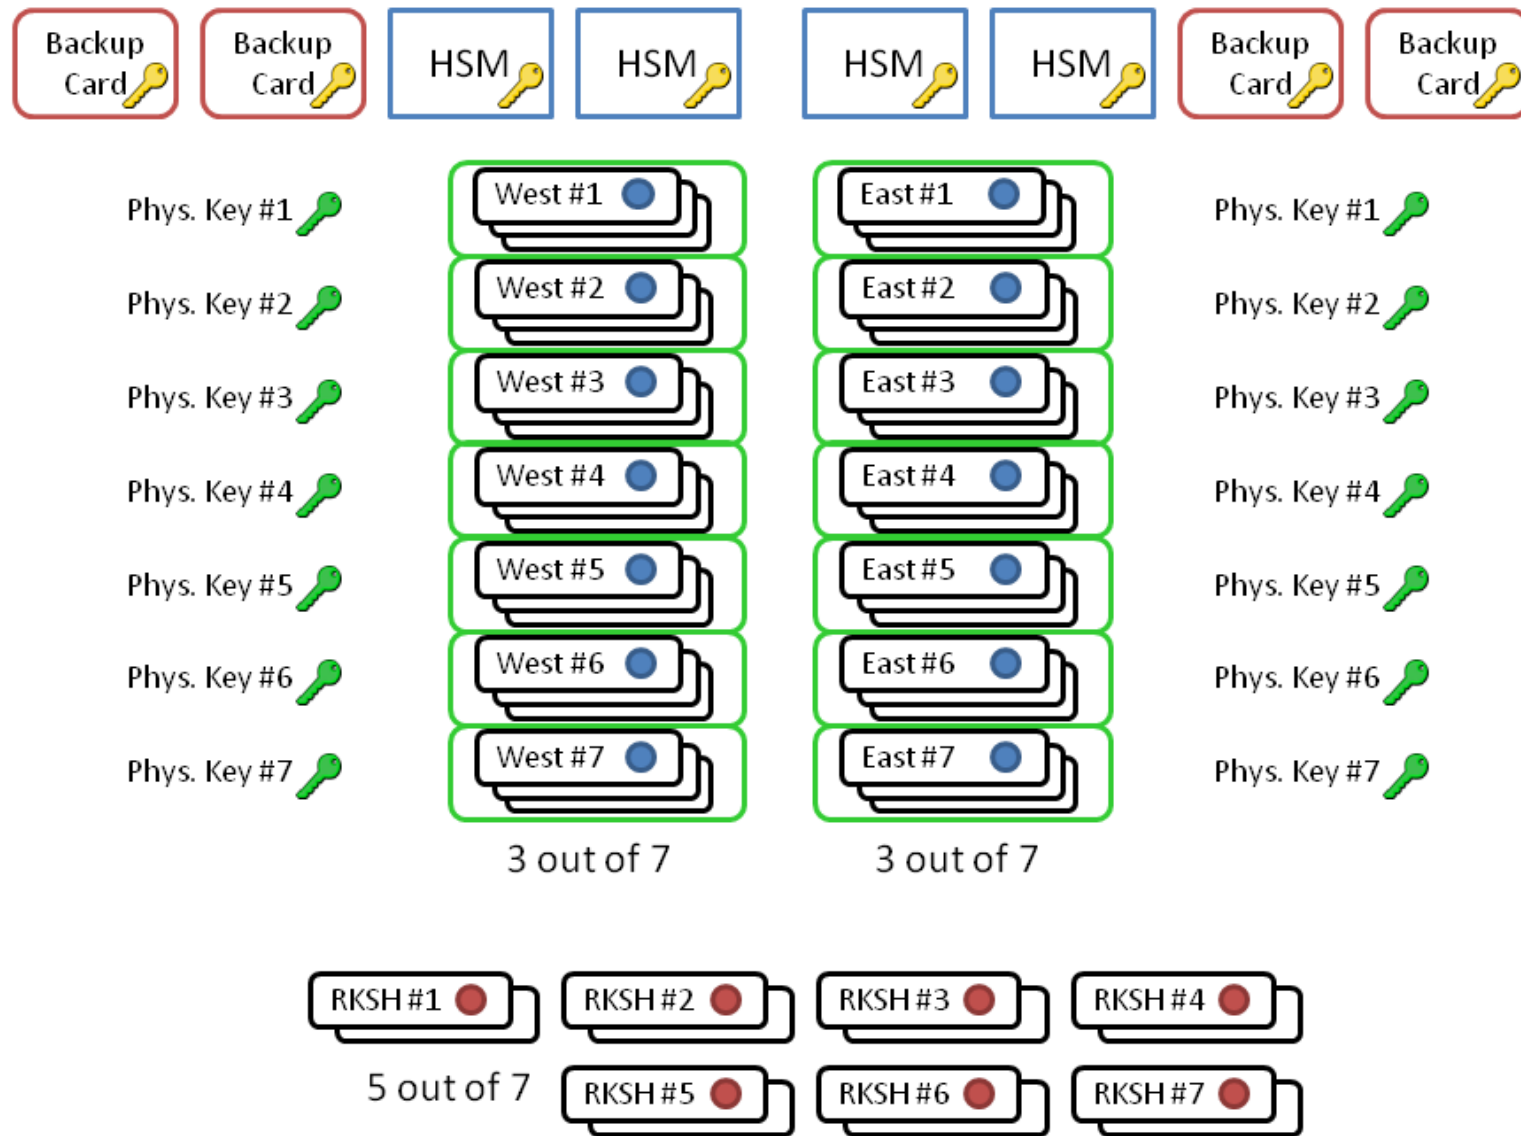 Backup
Card
Backup
Card
HSM
HSM
HSM
HSM
Backup
Card
Backup
Card
Phys. Key #1
West #1
East #1
Phys. Key #1
Phys. Key #2
West #2
East #2
Phys. Key #2
Phys. Key #3
West #3
East #3
Phys. Key #3
Phys. Key #4
West #4
East #4
Phys. Key #4
Phys. Key #5
West #5
East #5
Phys. Key #5
Phys. Key #6
West #6
East #6
Phys. Key #6
Phys. Key #7
West #7
East #7
Phys. Key #7
3 out of 7
3 out of 7
RKSH #1
RKSH #2
RKSH #3
RKSH #4
5 out of 7
RKSH #5
RKSH #6
RKSH #7